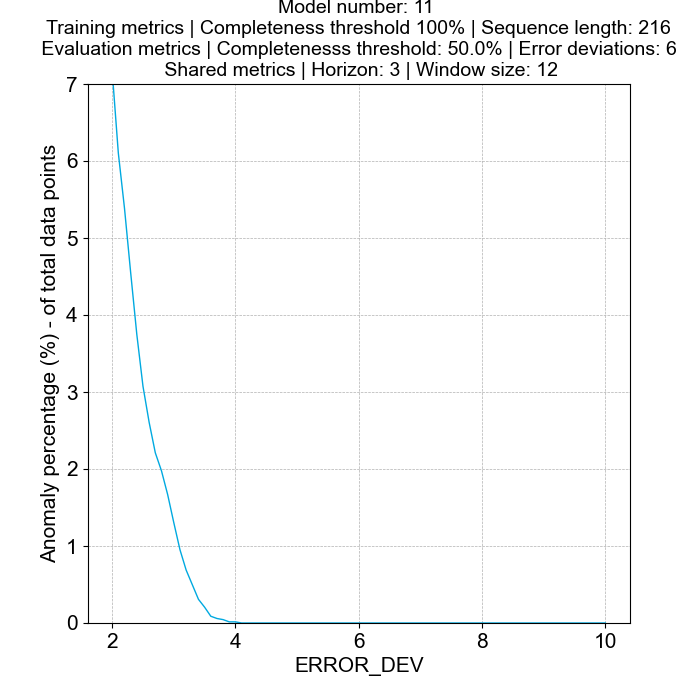 Model number: 11
Training metrics | Completeness threshold 100% | Sequence length: 216
Evaluation metrics | Completenesss threshold: 50.0% | Error deviations: 6
Shared metrics | Horizon: 3 | Window size: 12
Anomaly percentage (%) - of total data points
7
6
5
4
3
2
1
0
2 4 6 8 10
ERROR_DEV